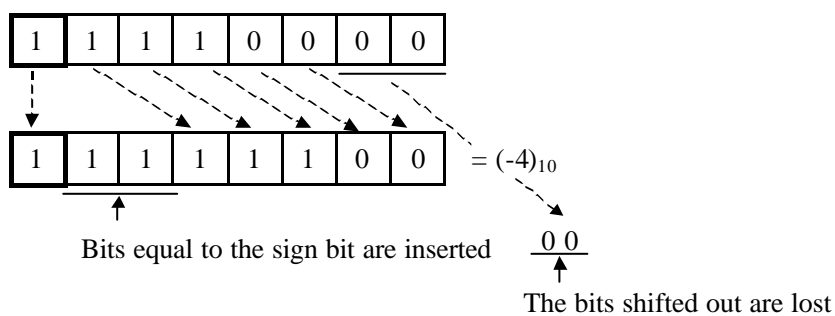 1 1 1 1 0 0 0 0
1 1 1 1 1 1 0 0 = (-4)₁₀
Bits equal to the sign bit are inserted 0 0
The bits shifted out are lost